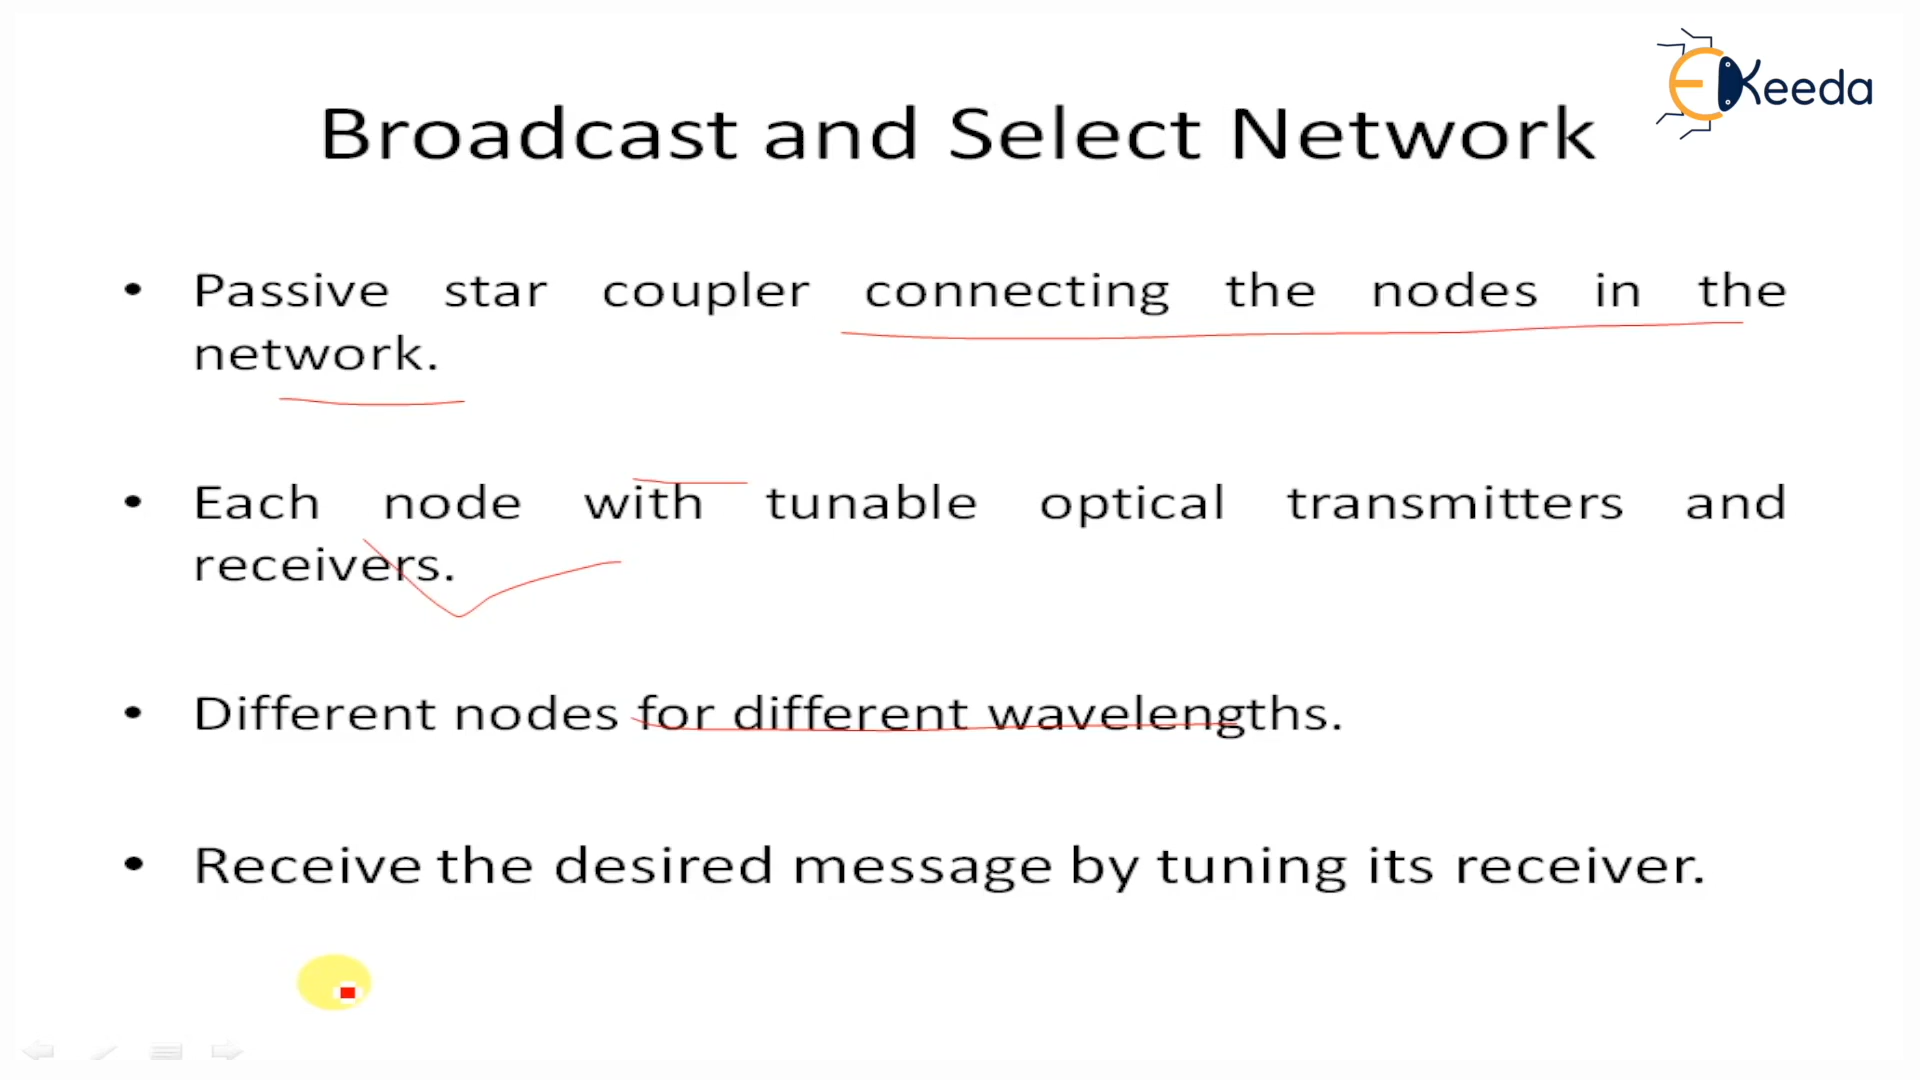 EKeeda
Broadcast and Select Network
• Passive star coupler connecting the nodes in the
network.
• Each node with tunable optical transmitters and
receivers.
• Different nodes for different wavelengths.
• Receive the desired message by tuning its receiver.